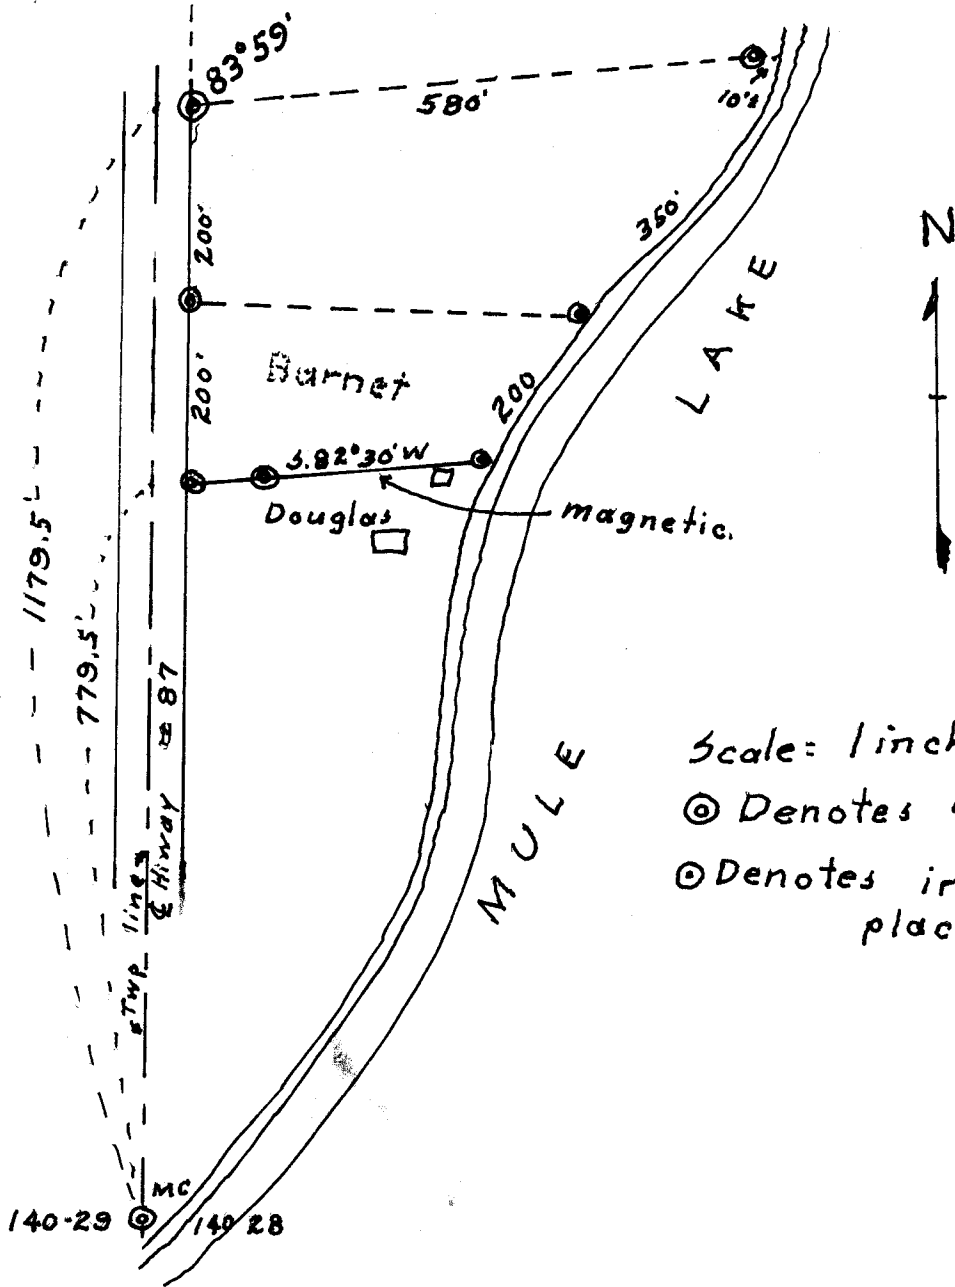 83°59'
580'
10'±
200'
350'
N
LAKE
200'
Barnet
200
S.82°30'W
Douglas
magnetic.
1179.5'
779.5'
Hiway 87
Twp lines
MULE
Scale: 1 inch
Denotes
Denotes
plac
MC
140-29
140 28